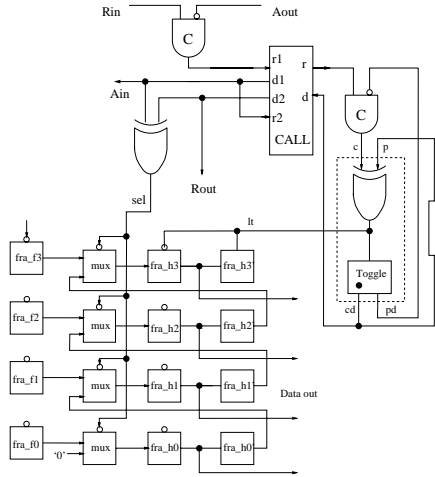 Rin
Aout
C
r1
r
d1
Ain
d2
d
r2
C
CALL
c
p
Rout
sel
lt
fra_f3
mux
fra_h3
fra_h3'
Toggle
cd
pd
fra_f2
mux
fra_h2
fra_h2'
fra_f1
mux
fra_h1
fra_h1'
Data out
fra_f0
mux
fra_h0
fra_h0'
‘0’